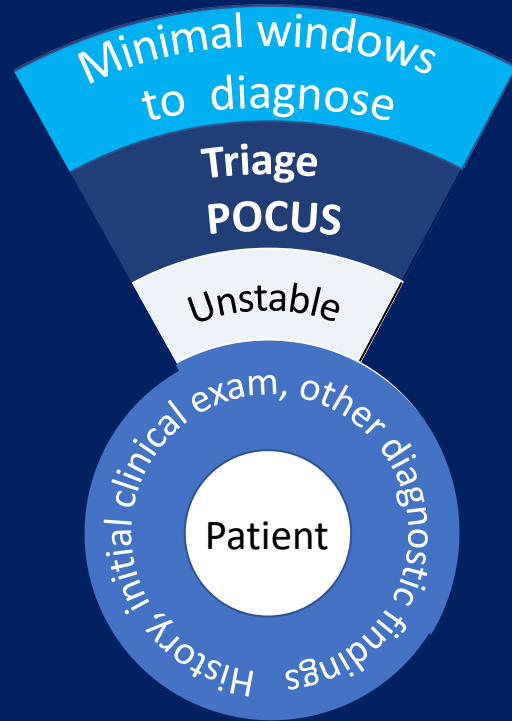 Minimal windows
to diagnose
Triage
POCUS
Unstable
History, initial clinical exam, other diagnostic findings
Patient